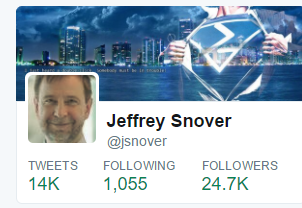 Jeffrey Snover
@jsnover
TWEETS FOLLOWING FOLLOWERS
14K 1,055 24.7K